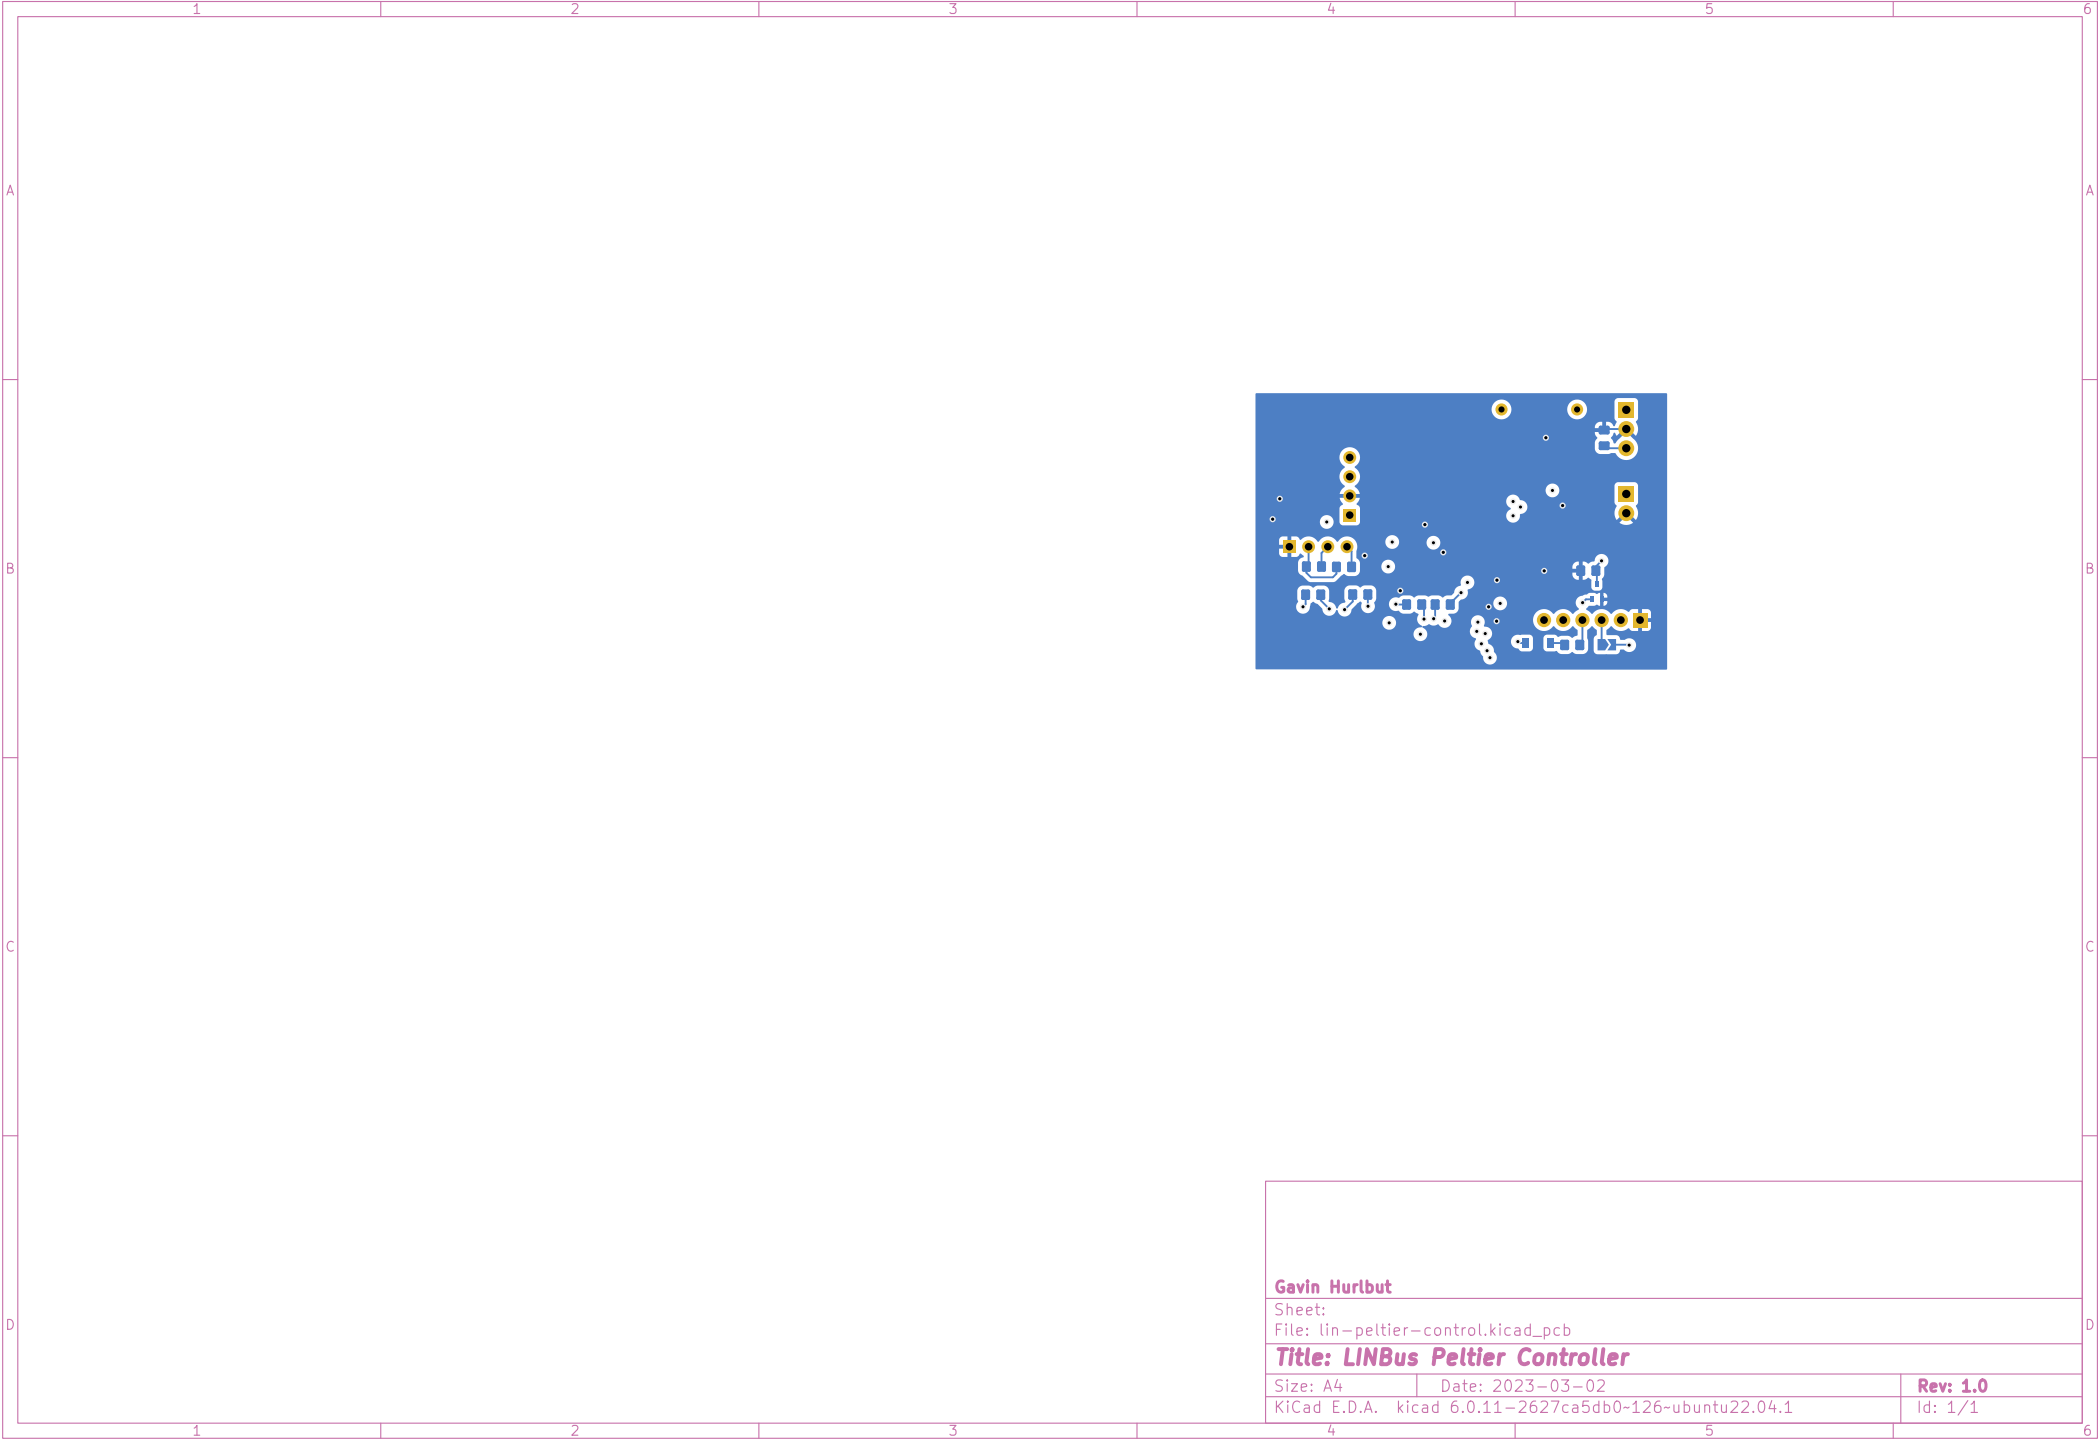 1 2 3 4 5 6
A A
B B
C C
D D
Gavin Hurlbut
Sheet:
File: lin-peltier-control.kicad_pcb
Title: LINBus Peltier Controller
Size: A4 Date: 2023-03-02 Rev: 1.0
KiCad E.D.A. kicad 6.0.11-2627ca5db0~126~ubuntu22.04.1 Id: 1/1
1 2 3 4 5 6